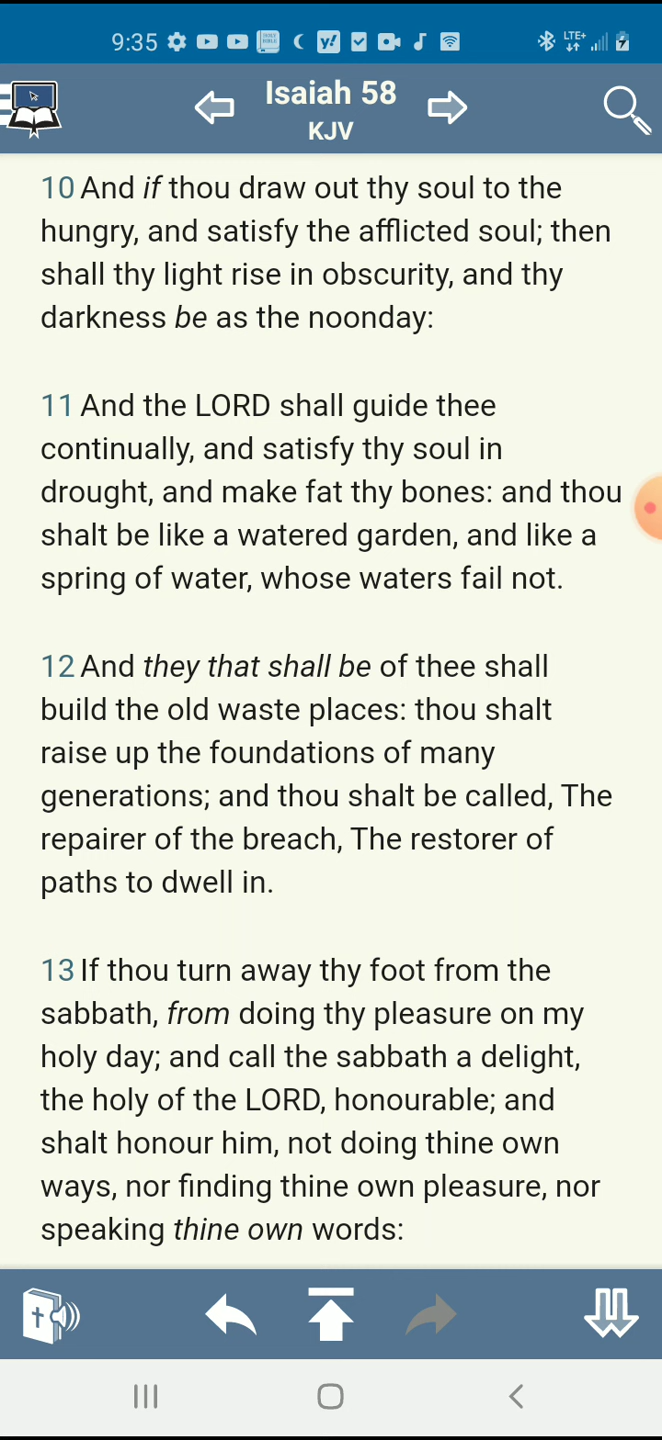 9:35
LTE+
Isaiah 58
KJV
10 And if thou draw out thy soul to the
hungry, and satisfy the afflicted soul; then
shall thy light rise in obscurity, and thy
darkness be as the noonday:
11 And the LORD shall guide thee
continually, and satisfy thy soul in
drought, and make fat thy bones: and thou
shalt be like a watered garden, and like a
spring of water, whose waters fail not.
12 And they that shall be of thee shall
build the old waste places: thou shalt
raise up the foundations of many
generations; and thou shalt be called, The
repairer of the breach, The restorer of
paths to dwell in.
13 If thou turn away thy foot from the
sabbath, from doing thy pleasure on my
holy day; and call the sabbath a delight,
the holy of the LORD, honourable; and
shalt honour him, not doing thine own
ways, nor finding thine own pleasure, nor
speaking thine own words: